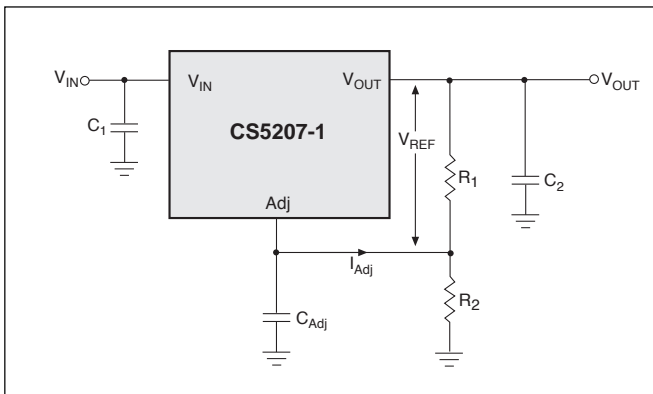 V_IN V_IN V_OUT V_OUT
C_1 CS5207-1 V_REF R_1 C_2
Adj
I_Adj
C_Adj R_2